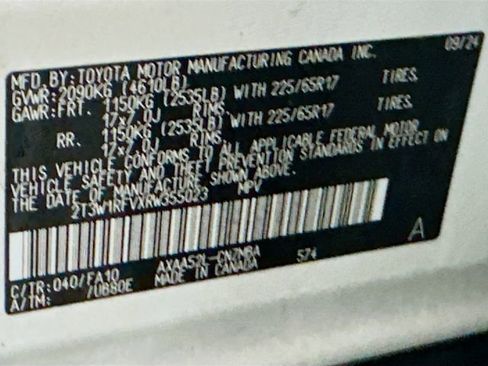 MFD. BY: TOYOTA MOTOR MANUFACTURING CANADA INC. 09/24
GVWR: 2090KG (4610LB)
GAWR: FRT. 1150KG (2535LB) WITH 225/65R17 TIRES.
17x7.0J RIMS.
RR. 1150KG (2535LB) WITH 225/65R17 TIRES.
17x7.0J RIMS.
THIS VEHICLE CONFORMS TO ALL APPLICABLE FEDERAL MOTOR
VEHICLE SAFETY AND THEFT PREVENTION STANDARDS IN EFFECT ON
THE DATE OF MANUFACTURE SHOWN ABOVE.
2T3W1RFVXRW355023 MPV
A
C/TR: 040/FA10 AXAA52L-CNZMBA 574
A/TM: /UB80E MADE IN CANADA